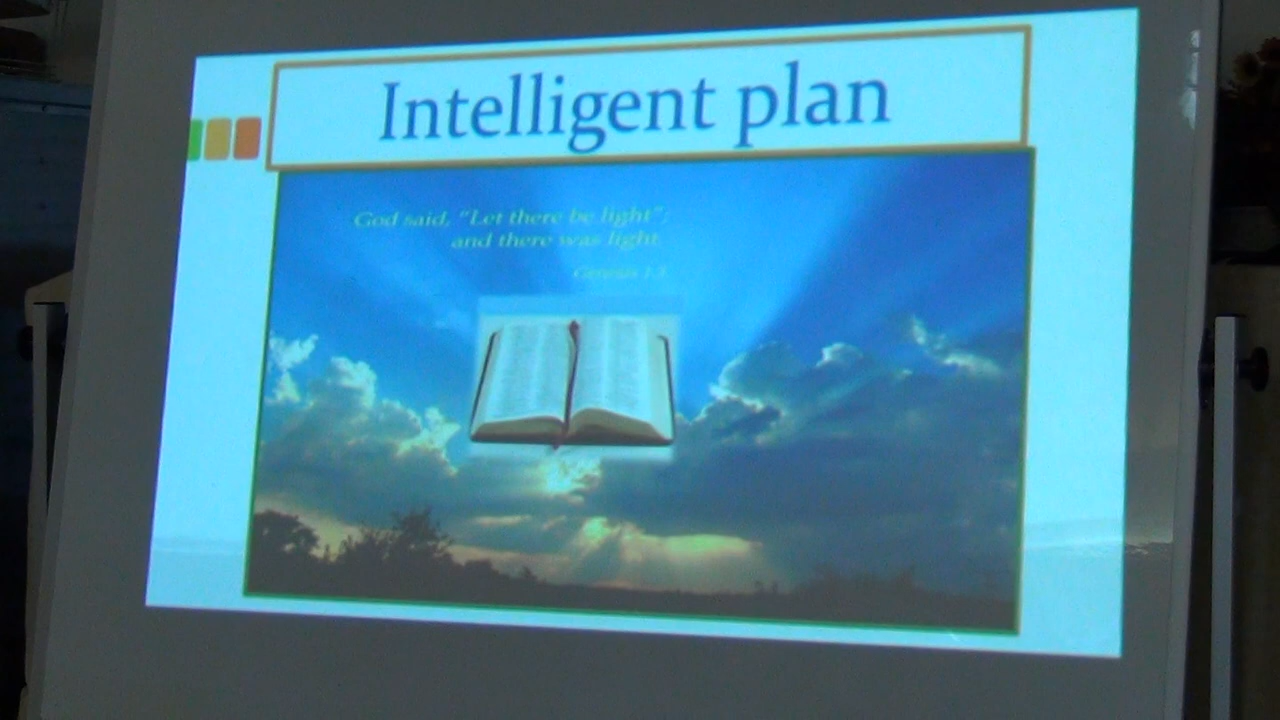 Intelligent plan
God said, "Let there be light";
and there was light.
Genesis 1:3